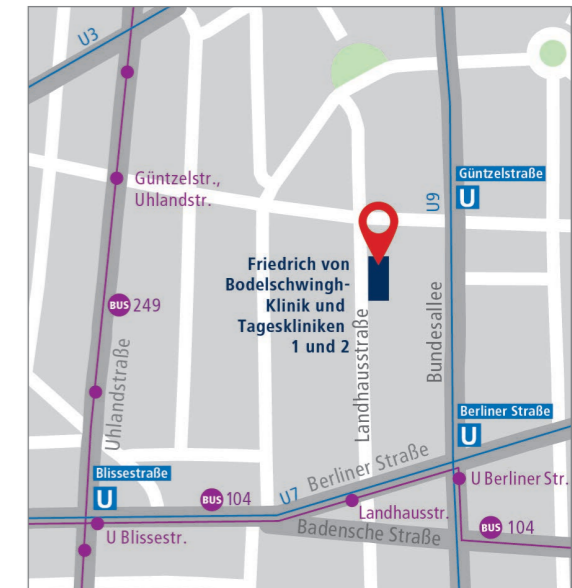 U3
Güntzelstraße
U
Güntzelstr.,
Uhlandstr.
U9
Friedrich von
Bodelschwingh-
Klinik und
Tageskliniken
1 und 2
BUS 249
Uhlandstraße
Landhausstraße
Bundesallee
Berliner Straße
U
Blissestraße
U
BUS 104
U7
Berliner Straße
U Berliner Str.
Landhausstr.
U Blissestr.
Badensche Straße
BUS 104